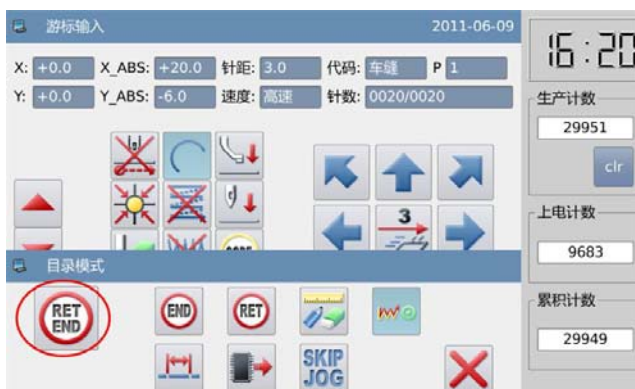 游标输入 2011-06-09
16:20
X: +0.0 X_ABS: +20.0 针距: 3.0 代码: 车缝 P 1
Y: +0.0 Y_ABS: -6.0 速度: 高速 针数: 0020/0020
生产计数
29951
clr
3
上电计数
9683
目录模式
RET
END
END
RET
SKIP
JOG
累积计数
29949